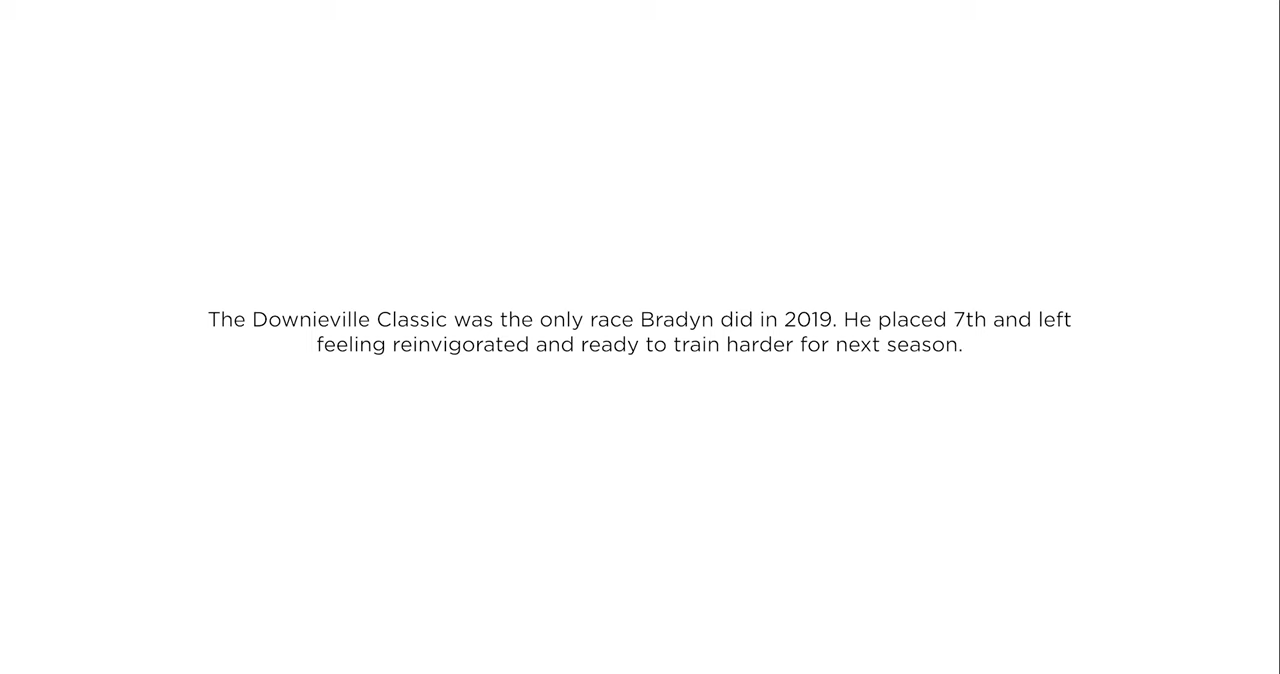 The Downieville Classic was the only race Bradyn did in 2019. He placed 7th and left
feeling reinvigorated and ready to train harder for next season.